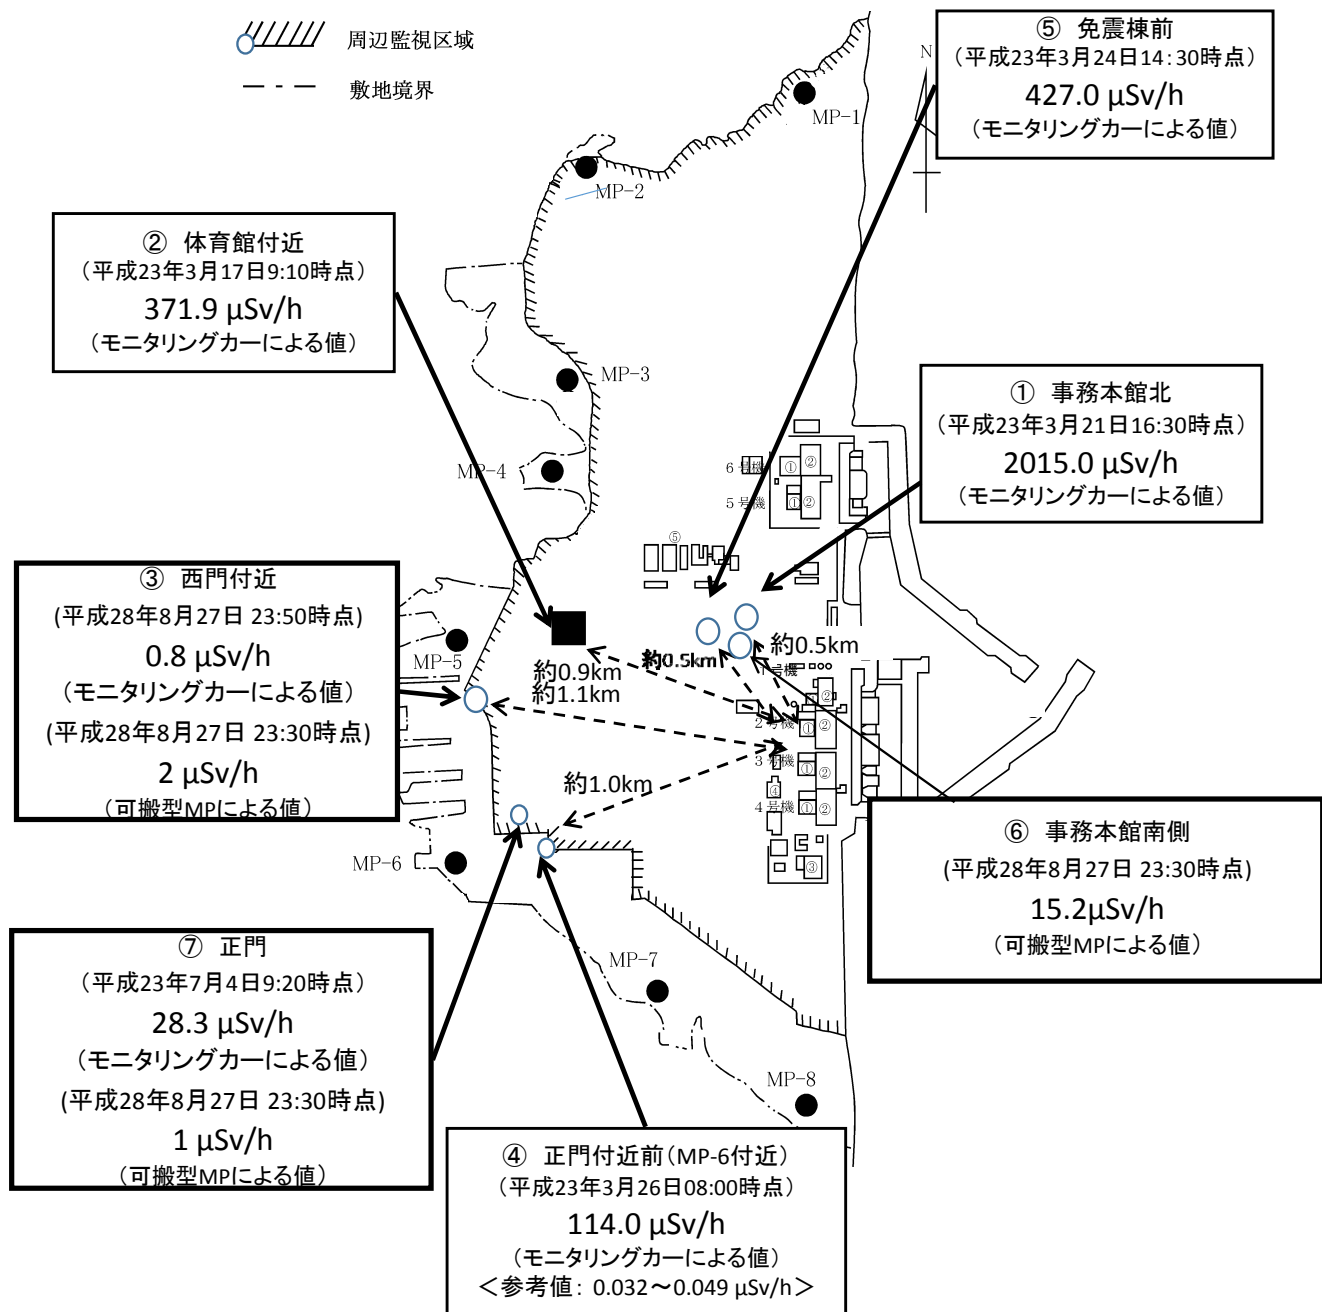 周辺監視区域
敷地境界
⑤ 免震棟前
(平成23年3月24日14:30時点)
427.0 μSv/h
(モニタリングカーによる値)
N
MP-1
MP-2
② 体育館付近
(平成23年3月17日9:10時点)
371.9 μSv/h
(モニタリングカーによる値)
MP-3
① 事務本館北
(平成23年3月21日16:30時点)
2015.0 μSv/h
(モニタリングカーによる値)
MP-4
6号機
①
②
5号機
①
②
⑤
③ 西門付近
(平成28年8月27日 23:50時点)
0.8 μSv/h
(モニタリングカーによる値)
(平成28年8月27日 23:30時点)
2 μSv/h
(可搬型MPによる値)
MP-5
約0.9km
約1.1km
約0.5km
約0.5km
1号機
②
2号機
①
②
3号機
①
②
④
4号機
①
②
③
約1.0km
MP-6
⑥ 事務本館南側
(平成28年8月27日 23:30時点)
15.2μSv/h
(可搬型MPによる値)
⑦ 正門
(平成23年7月4日9:20時点)
28.3 μSv/h
(モニタリングカーによる値)
(平成28年8月27日 23:30時点)
1 μSv/h
(可搬型MPによる値)
MP-7
MP-8
④ 正門付近前(MP-6付近)
(平成23年3月26日08:00時点)
114.0 μSv/h
(モニタリングカーによる値)
<参考値: 0.032～0.049 μSv/h>